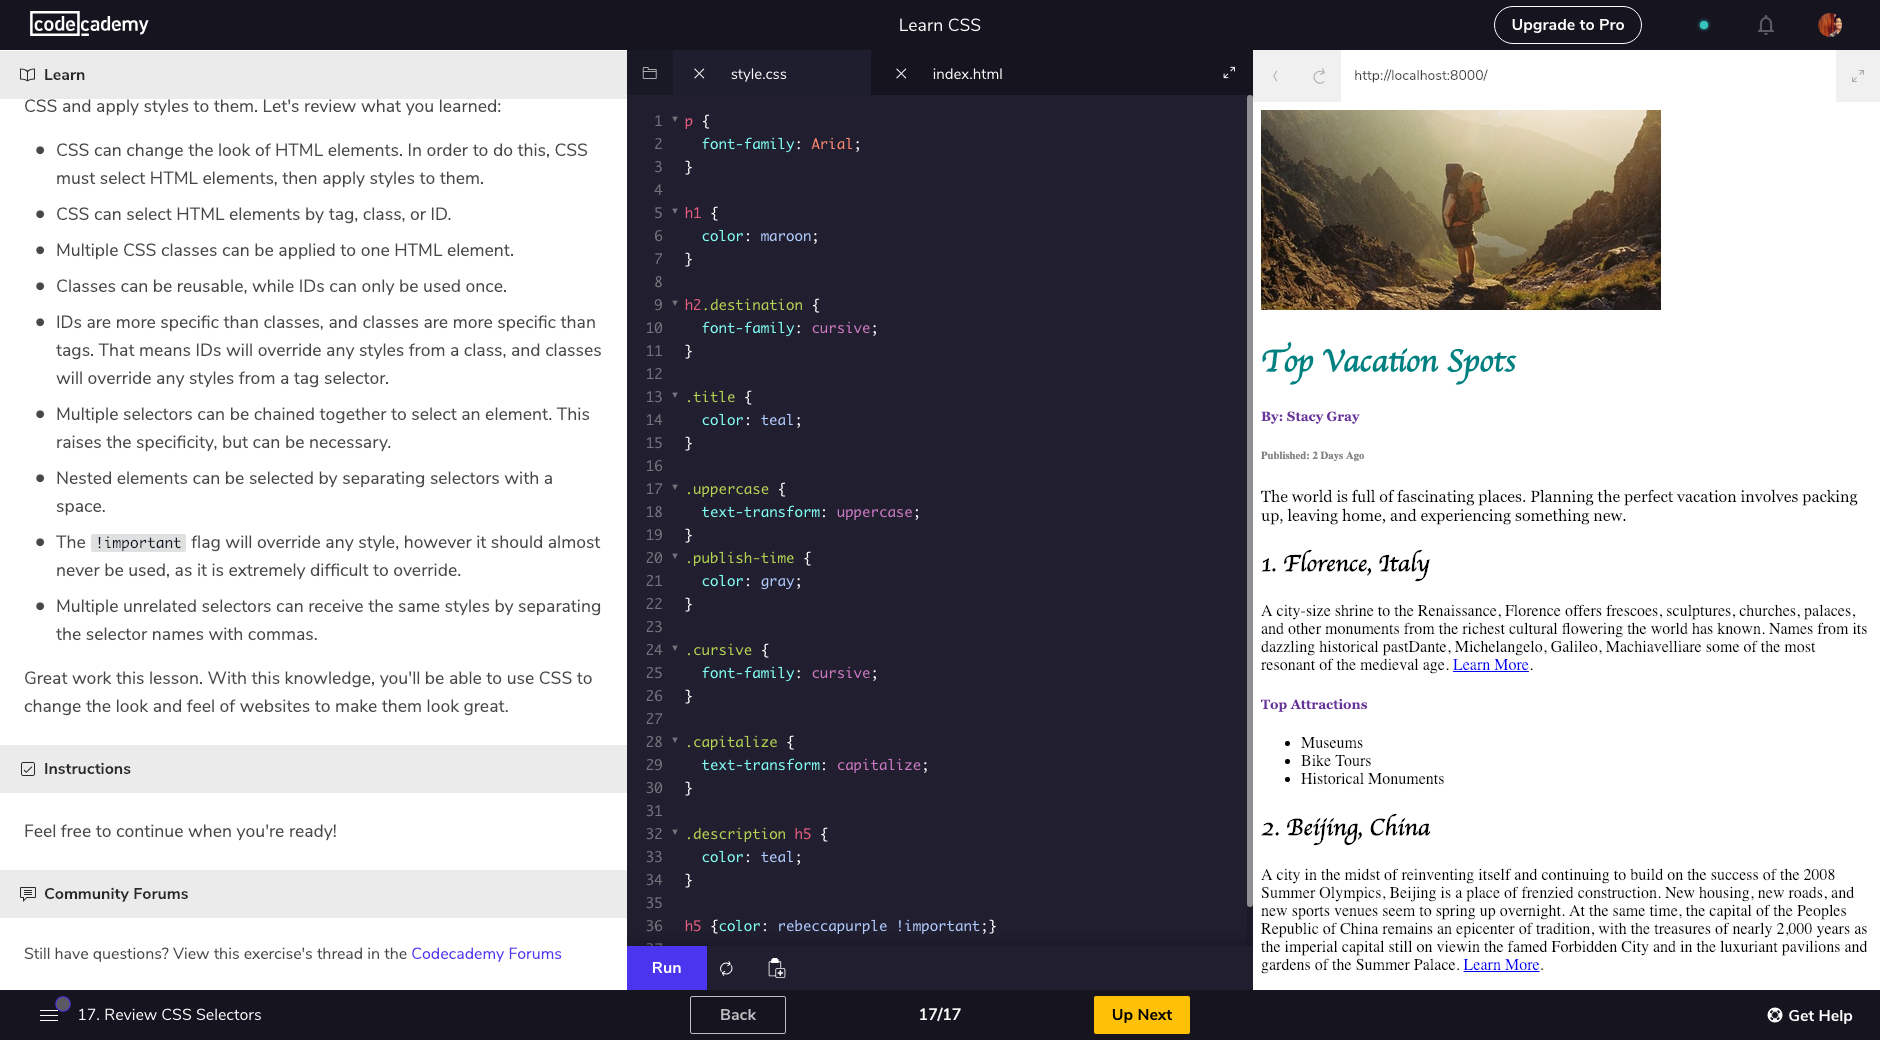 codecademy
Learn CSS
Upgrade to Pro
Learn
CSS and apply styles to them. Let's review what you learned:
CSS can change the look of HTML elements. In order to do this, CSS
must select HTML elements, then apply styles to them.
CSS can select HTML elements by tag, class, or ID.
Multiple CSS classes can be applied to one HTML element.
Classes can be reusable, while IDs can only be used once.
IDs are more specific than classes, and classes are more specific than
tags. That means IDs will override any styles from a class, and classes
will override any styles from a tag selector.
Multiple selectors can be chained together to select an element. This
raises the specificity, but can be necessary.
Nested elements can be selected by separating selectors with a
space.
The !important flag will override any style, however it should almost
never be used, as it is extremely difficult to override.
Multiple unrelated selectors can receive the same styles by separating
the selector names with commas.
Great work this lesson. With this knowledge, you'll be able to use CSS to
change the look and feel of websites to make them look great.
Instructions
Feel free to continue when you're ready!
Community Forums
Still have questions? View this exercise's thread in the Codecademy Forums
style.css
index.html
1 p {
2 font-family: Arial;
3 }
4
5 h1 {
6 color: maroon;
7 }
8
9 h2.destination {
10 font-family: cursive;
11 }
12
13 .title {
14 color: teal;
15 }
16
17 .uppercase {
18 text-transform: uppercase;
19 }
20 .publish-time {
21 color: gray;
22 }
23
24 .cursive {
25 font-family: cursive;
26 }
27
28 .capitalize {
29 text-transform: capitalize;
30 }
31
32 .description h5 {
33 color: teal;
34 }
35
36 h5 {color: rebeccapurple !important;}
Run
http://localhost:8000/
Top Vacation Spots
By: Stacy Gray
Published: 2 Days Ago
The world is full of fascinating places. Planning the perfect vacation involves packing
up, leaving home, and experiencing something new.
1. Florence, Italy
A city-size shrine to the Renaissance, Florence offers frescoes, sculptures, churches, palaces,
and other monuments from the richest cultural flowering the world has known. Names from its
dazzling historical pastDante, Michelangelo, Galileo, Machiavelliare some of the most
resonant of the medieval age. Learn More.
Top Attractions
Museums
Bike Tours
Historical Monuments
2. Beijing, China
A city in the midst of reinventing itself and continuing to build on the success of the 2008
Summer Olympics, Beijing is a place of frenzied construction. New housing, new roads, and
new sports venues seem to spring up overnight. At the same time, the capital of the Peoples
Republic of China remains an epicenter of tradition, with the treasures of nearly 2,000 years as
the imperial capital still on viewin the famed Forbidden City and in the luxuriant pavilions and
gardens of the Summer Palace. Learn More.
17. Review CSS Selectors
Back
17/17
Up Next
Get Help